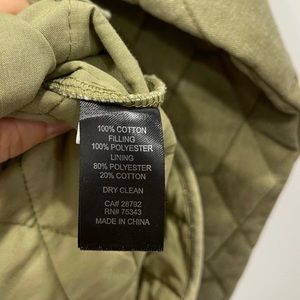 100% COTTON
FILLING
100% POLYESTER
LINING
80% POLYESTER
20% COTTON
DRY CLEAN
CA# 28792
RN# 75343
MADE IN CHINA